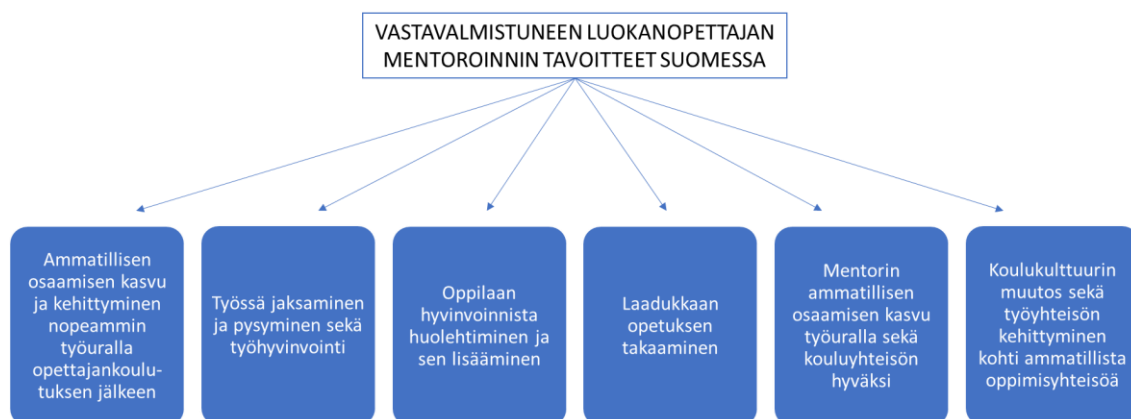 VASTAVALMISTUNEEN LUOKANOPETTAJAN
MENTOROINNIN TAVOITTEET SUOMESSA
Ammatillisen
osaamisen kasvu
ja kehittyminen
nopeammin
työuralla
opettajankoulu-
tuksen jälkeen
Työssä jaksaminen
ja pysyminen sekä
työhyvinvointi
Oppilaan
hyvinvoinnista
huolehtiminen ja
sen lisääminen
Laadukkaan
opetuksen
takaaminen
Mentorin
ammatillisen
osaamisen kasvu
työuralla sekä
kouluyhteisön
hyväksi
Koulukulttuurin
muutos sekä
työyhteisön
kehittyminen
kohti ammatillista
oppimisyhteisöä